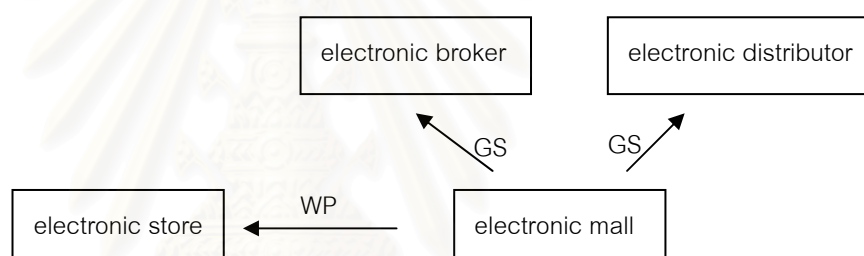 electronic broker
electronic distributor
GS
GS
WP
electronic store
electronic mall